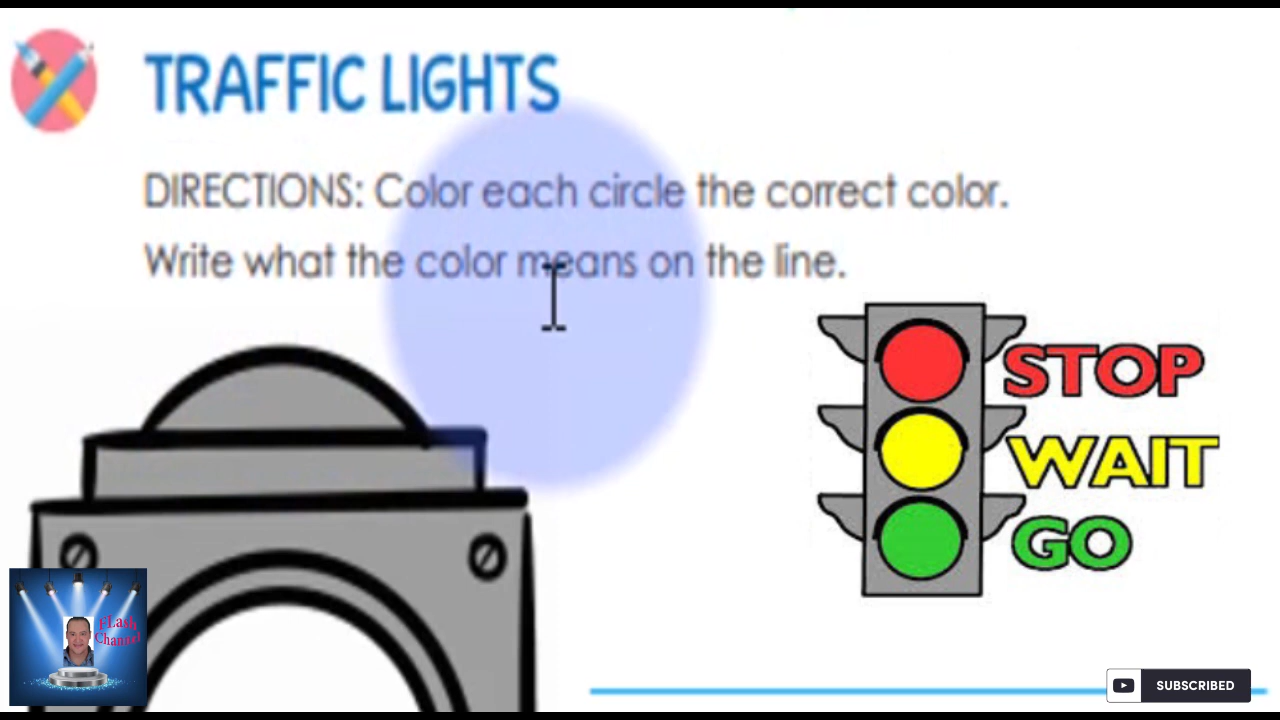 TRAFFIC LIGHTS
DIRECTIONS: Color each circle the correct color.
Write what the color means on the line.
STOP
WAIT
GO
FLash
Channel
SUBSCRIBED